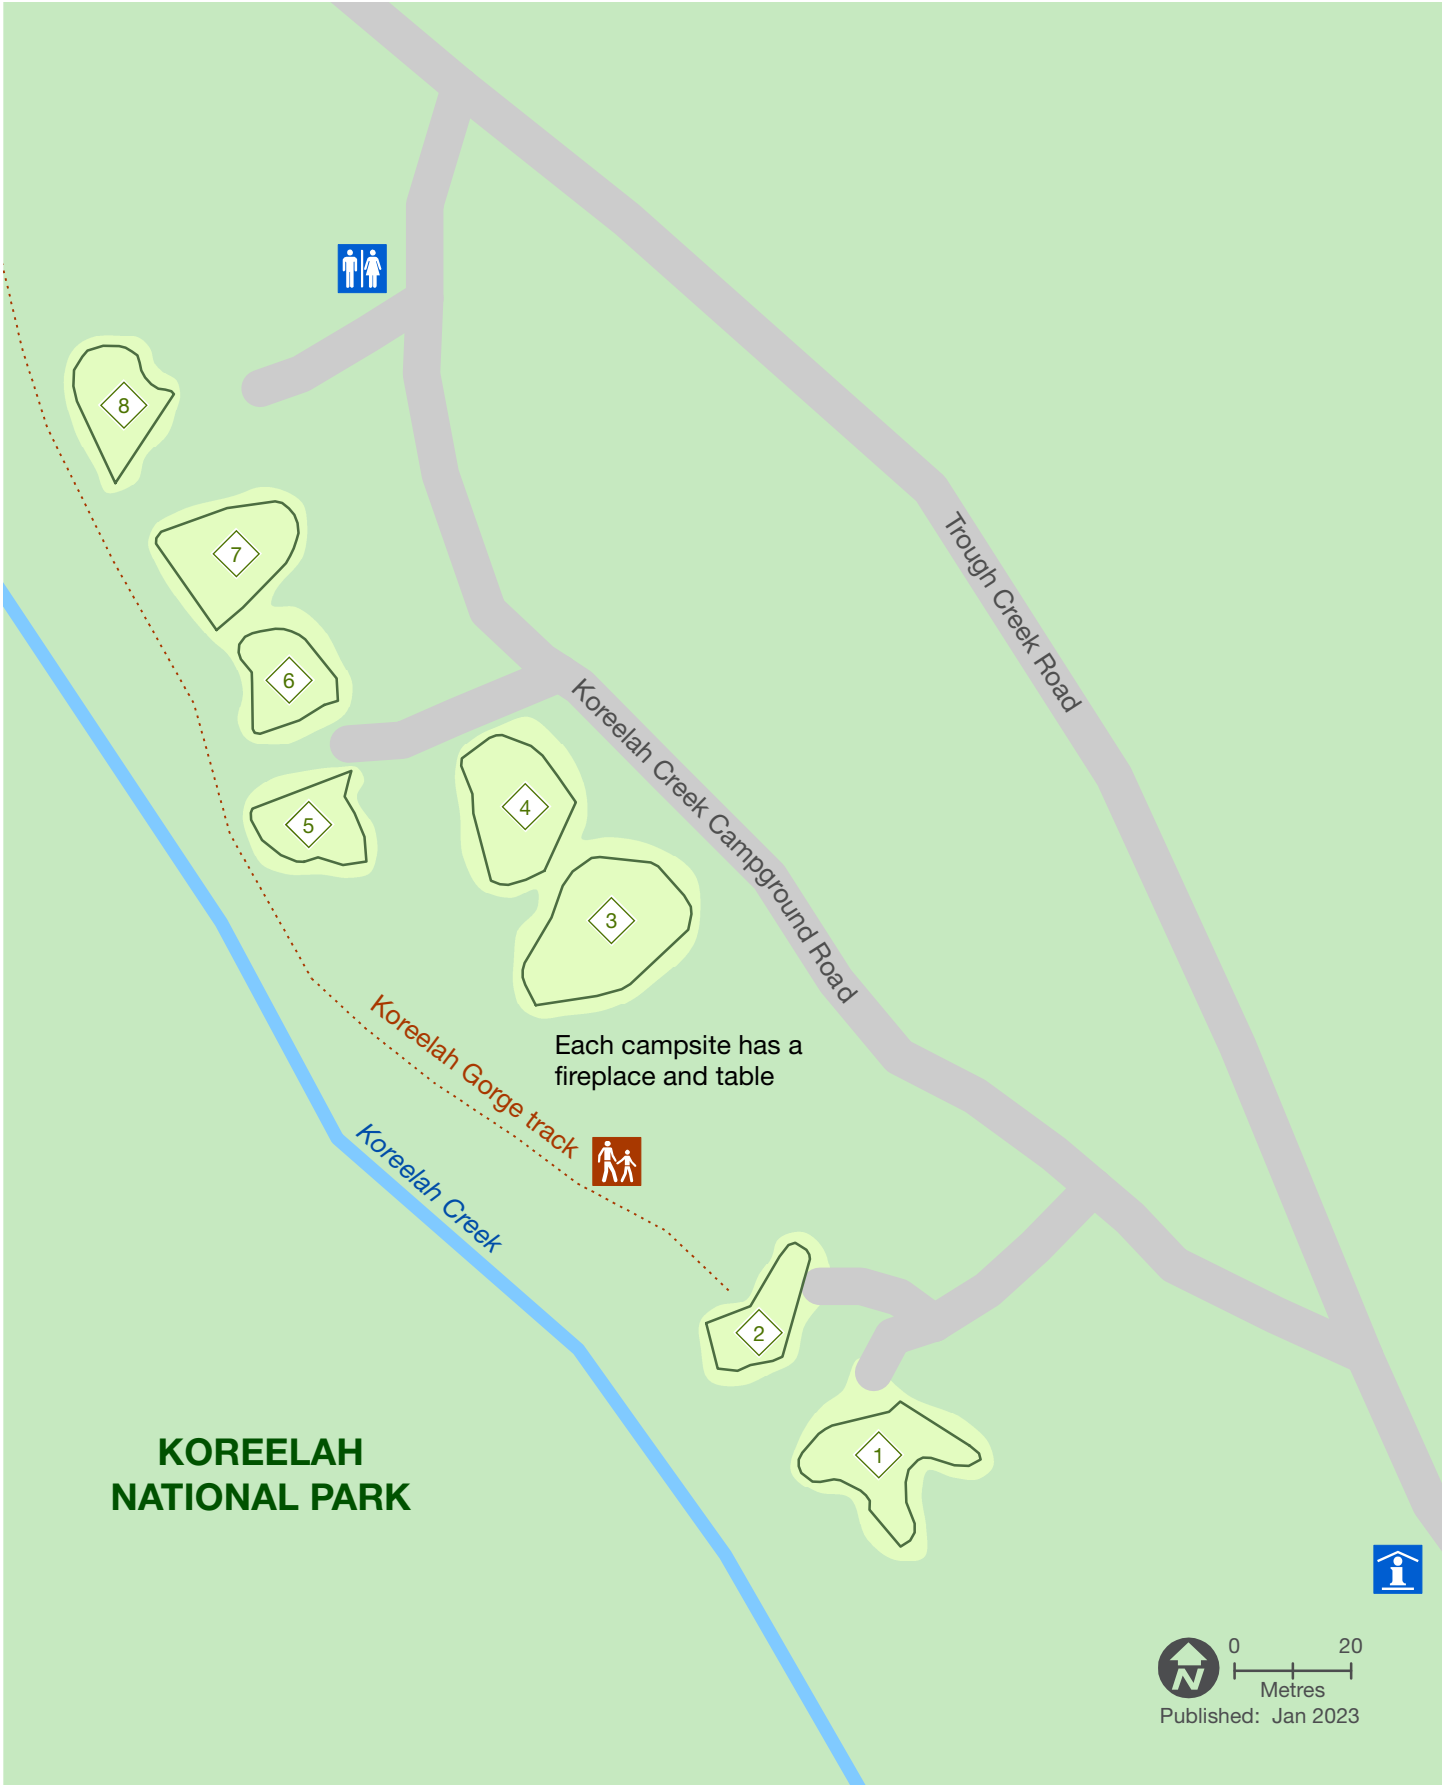 8
7
Trough Creek Road
6
Koreelah Creek Campground Road
4
5
3
Koreelah Gorge track
Each campsite has a
fireplace and table
Koreelah Creek
2
1
KOREELAH
NATIONAL PARK
N
0 20
Metres
Published: Jan 2023